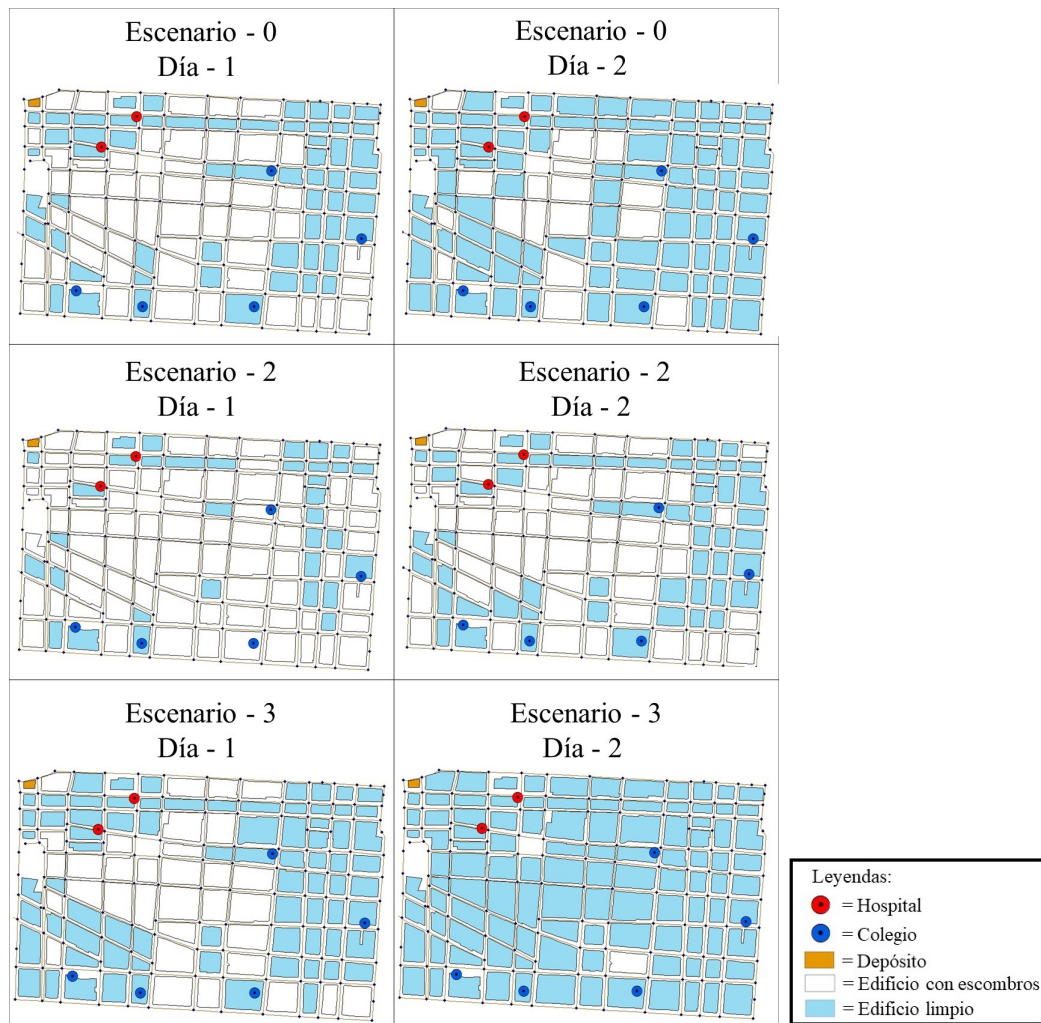 Escenario - 0
Día - 1
Escenario - 0
Día - 2
Escenario - 2
Día - 1
Escenario - 2
Día - 2
Escenario - 3
Día - 1
Escenario - 3
Día - 2
Leyendas:
= Hospital
= Colegio
= Depósito
= Edificio con escombros
= Edificio limpio